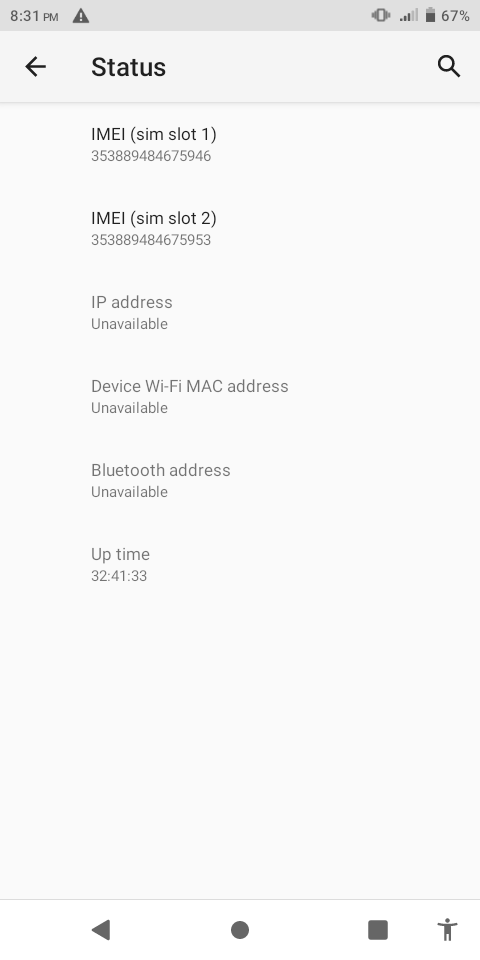 8:31 PM 67%
Status
IMEI (sim slot 1)
353889484675946
IMEI (sim slot 2)
353889484675953
IP address
Unavailable
Device Wi-Fi MAC address
Unavailable
Bluetooth address
Unavailable
Up time
32:41:33